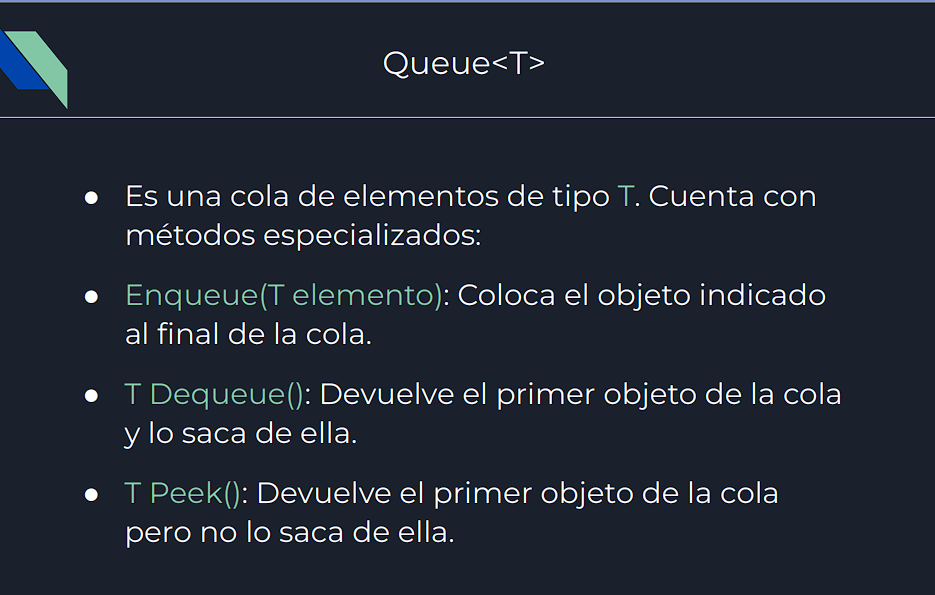 Queue<T>
● Es una cola de elementos de tipo T. Cuenta con
métodos especializados:
● Enqueue(T elemento): Coloca el objeto indicado
al final de la cola.
● T Dequeue(): Devuelve el primer objeto de la cola
y lo saca de ella.
● T Peek(): Devuelve el primer objeto de la cola
pero no lo saca de ella.